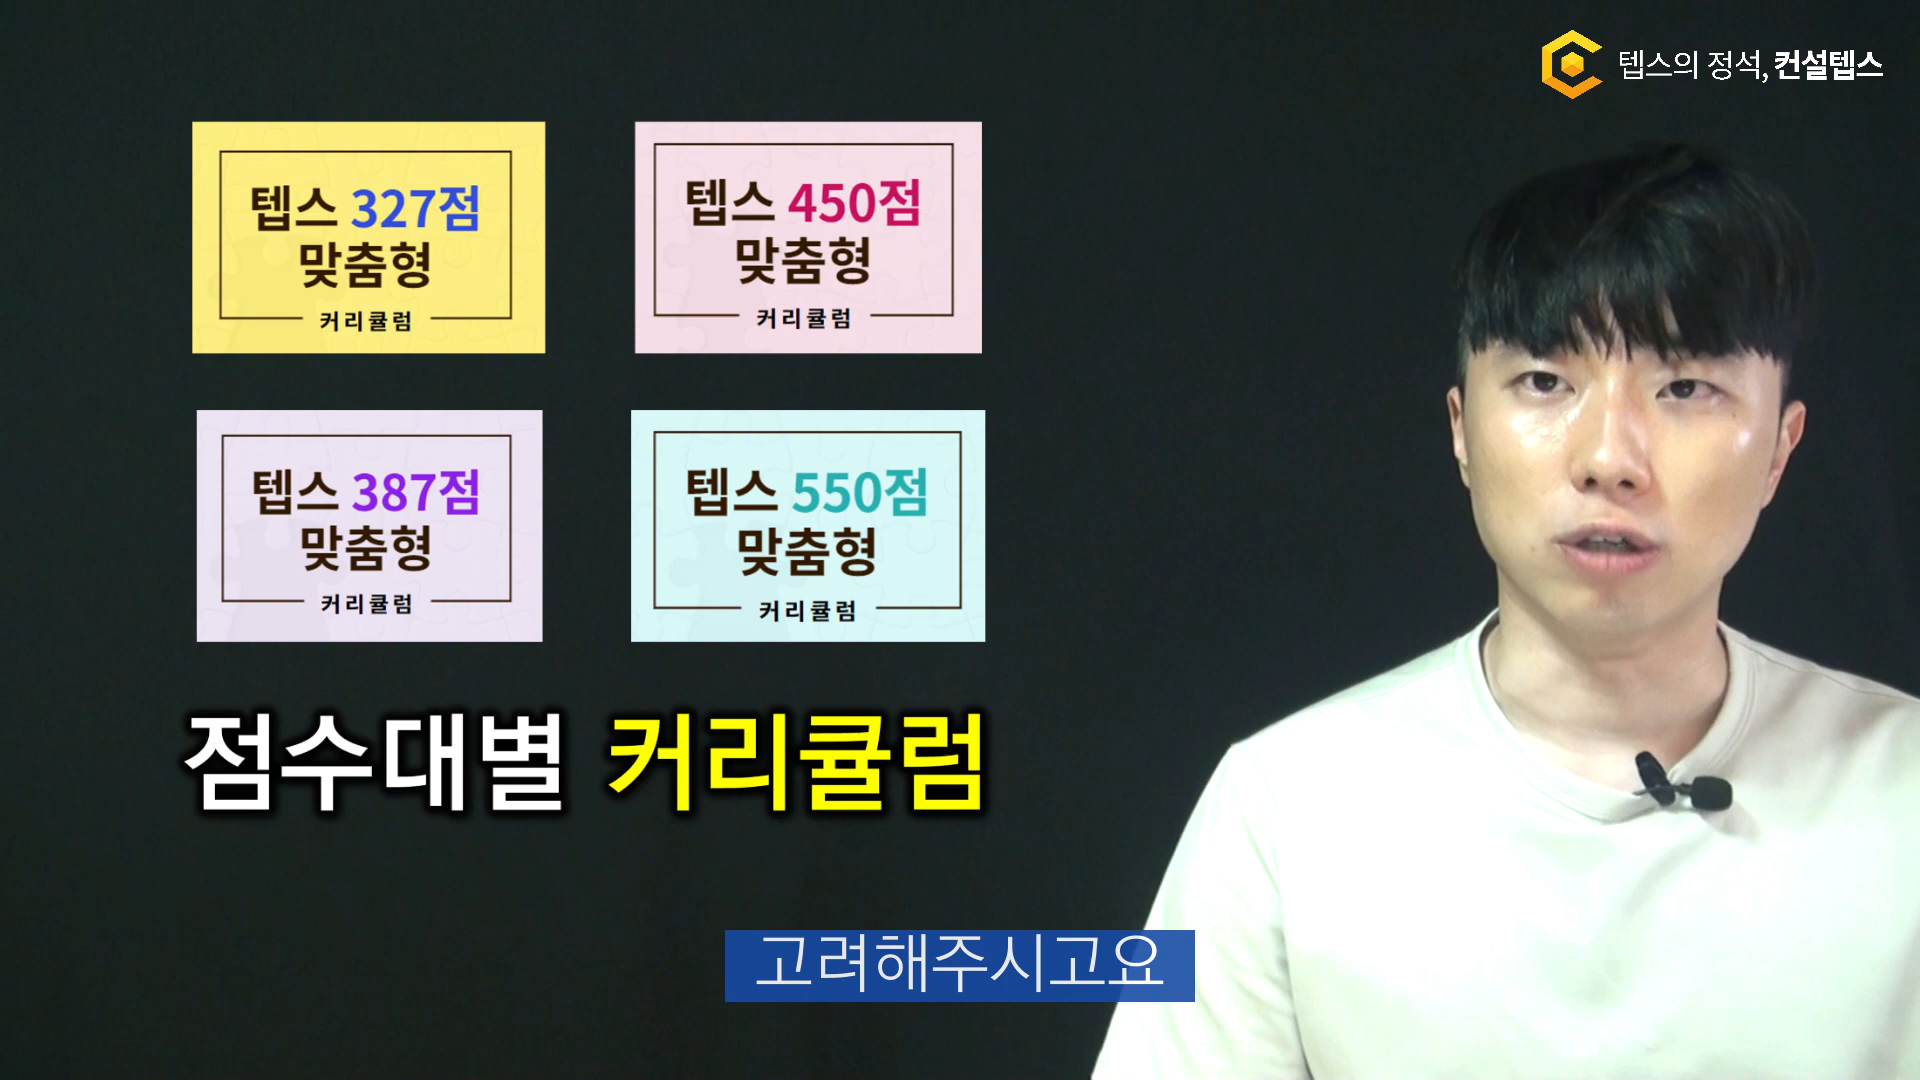 텝스의 정석, 컨설텝스
텝스 327점
맞춤형
커리큘럼
텝스 450점
맞춤형
커리큘럼
텝스 387점
맞춤형
커리큘럼
텝스 550점
맞춤형
커리큘럼
점수대별 커리큘럼
고려해주시고요